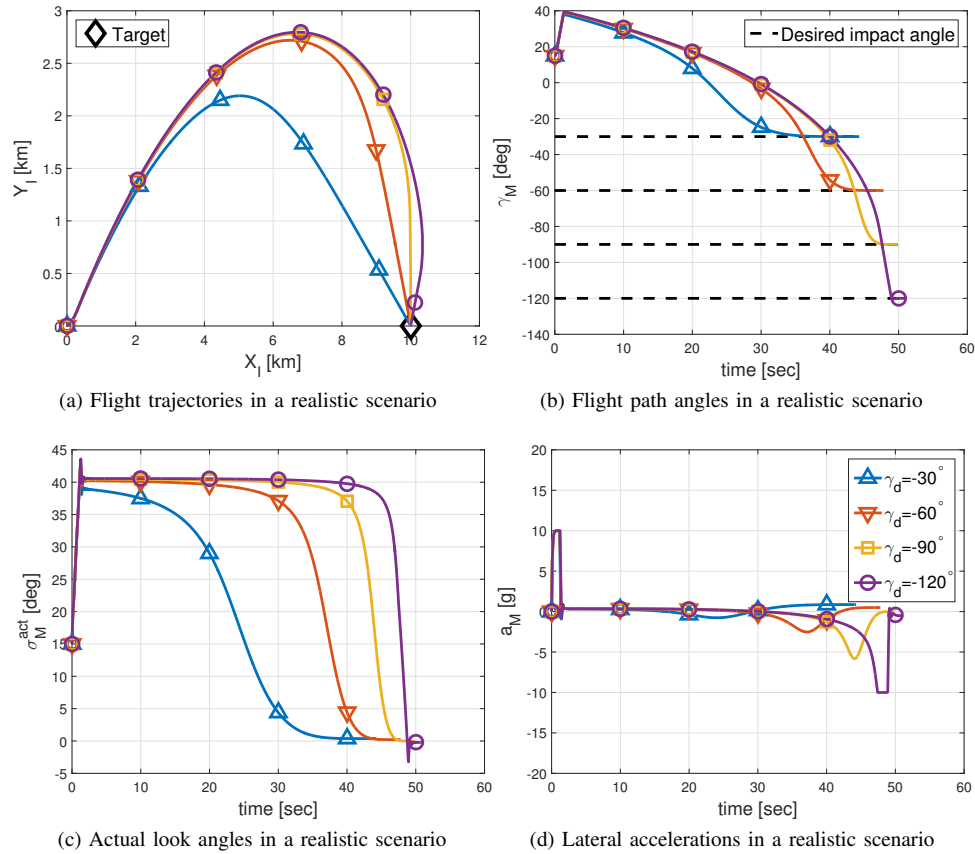 3
2.5
2
1.5
1
0.5
0
Y_I [km]
0 2 4 6 8 10 12
X_I [km]
Target
(a) Flight trajectories in a realistic scenario
40
20
0
-20
-40
-60
-80
-100
-120
-140
γ_M [deg]
0 10 20 30 40 50 60
time [sec]
Desired impact angle
(b) Flight path angles in a realistic scenario
45
40
35
30
25
20
15
10
5
0
-5
σ_M^act [deg]
0 10 20 30 40 50 60
time [sec]
(c) Actual look angles in a realistic scenario
20
15
10
5
0
-5
-10
-15
-20
a_M [g]
0 10 20 30 40 50 60
time [sec]
γ_d=-30°
γ_d=-60°
γ_d=-90°
γ_d=-120°
(d) Lateral accelerations in a realistic scenario